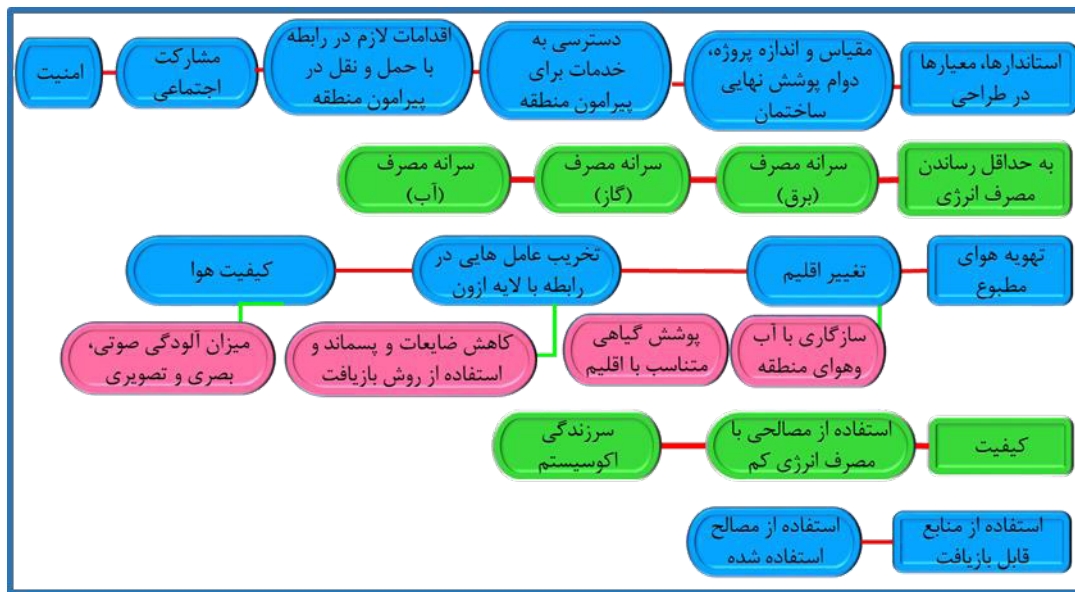 استاندارها، معیارها
در طراحی
مقیاس و اندازه پروژه،
دوام پوشش نهایی
ساختمان
دسترسی به
خدمات برای
پیرامون منطقه
اقدامات لازم در رابطه
با حمل و نقل در
پیرامون منطقه
مشارکت
اجتماعی
امنیت
به حداقل رساندن
مصرف انرژی
سرانه مصرف
(برق)
سرانه مصرف
(گاز)
سرانه مصرف
(آب)
تهویه هوای
مطبوع
تغییر اقلیم
تخریب عامل هایی در
رابطه با لایه ازون
کیفیت هوا
سازگاری با آب
وهوای منطقه
پوشش گیاهی
متناسب با اقلیم
کاهش ضایعات و پسماند و
استفاده از روش بازیافت
میزان آلودگی صوتی،
بصری و تصویری
کیفیت
استفاده از مصالحی با
مصرف انرژی کم
سرزندگی
اکوسیستم
استفاده از منابع
قابل بازیافت
استفاده از مصالح
استفاده شده